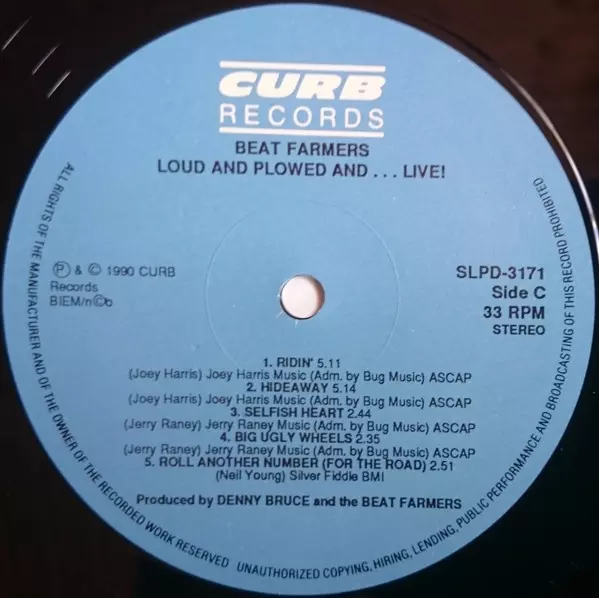 CURB
RECORDS
BEAT FARMERS
LOUD AND PLOWED AND . . . LIVE!
Ⓟ & © 1990 CURB
Records
BIEM/n©b
SLPD-3171
Side C
33 RPM
STEREO
1. RIDIN' 5.11
(Joey Harris) Joey Harris Music (Adm. by Bug Music) ASCAP
2. HIDEAWAY 5.14
(Joey Harris) Joey Harris Music (Adm. by Bug Music) ASCAP
3. SELFISH HEART 2.44
(Jerry Raney) Jerry Raney Music (Adm. by Bug Music) ASCAP
4. BIG UGLY WHEELS 2.35
(Jerry Raney) Jerry Raney Music (Adm. by Bug Music) ASCAP
5. ROLL ANOTHER NUMBER (FOR THE ROAD) 2.51
(Neil Young) Silver Fiddle BMI
Produced by DENNY BRUCE and the BEAT FARMERS
ALL RIGHTS OF THE MANUFACTURER AND OF THE OWNER OF THE RECORDED WORK RESERVED UNAUTHORIZED COPYING, HIRING, LENDING, PUBLIC PERFORMANCE AND BROADCASTING OF THIS RECORD PROHIBITED